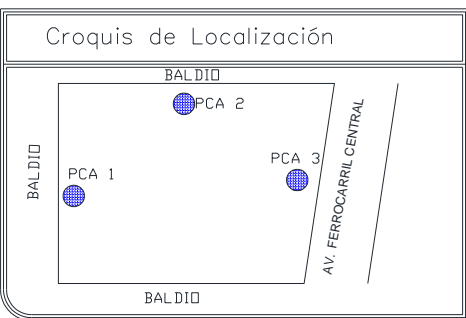 Croquis de Localización
BALDIO
PCA 2
BALDIO
PCA 1
PCA 3
AV. FERROCARRIL CENTRAL
BALDIO